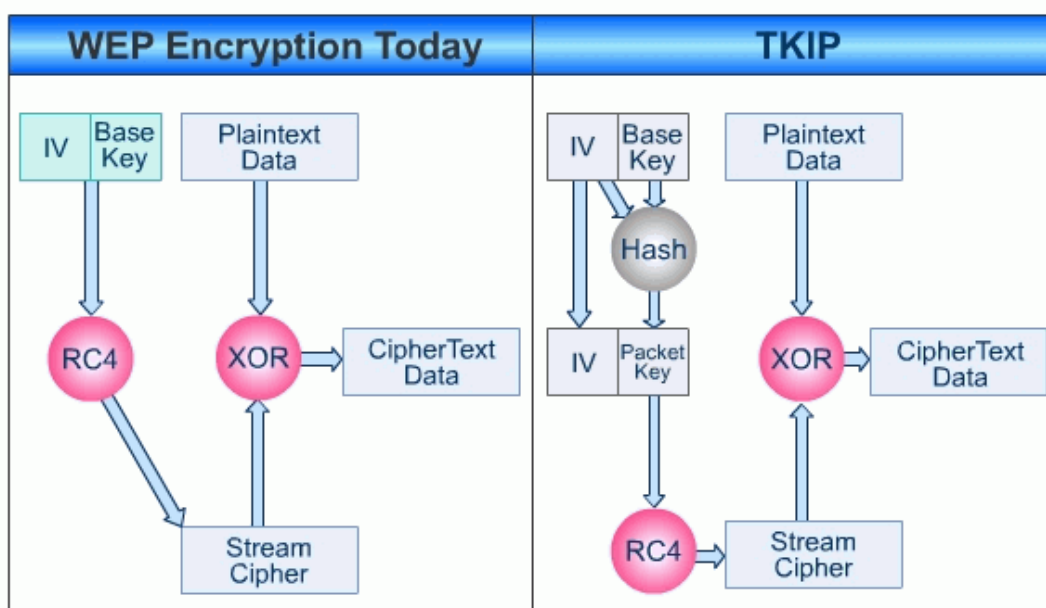 WEP Encryption Today
IV
Base
Key
Plaintext
Data
RC4
XOR
CipherText
Data
Stream
Cipher
TKIP
IV
Base
Key
Plaintext
Data
Hash
IV
Packet
Key
XOR
CipherText
Data
RC4
Stream
Cipher